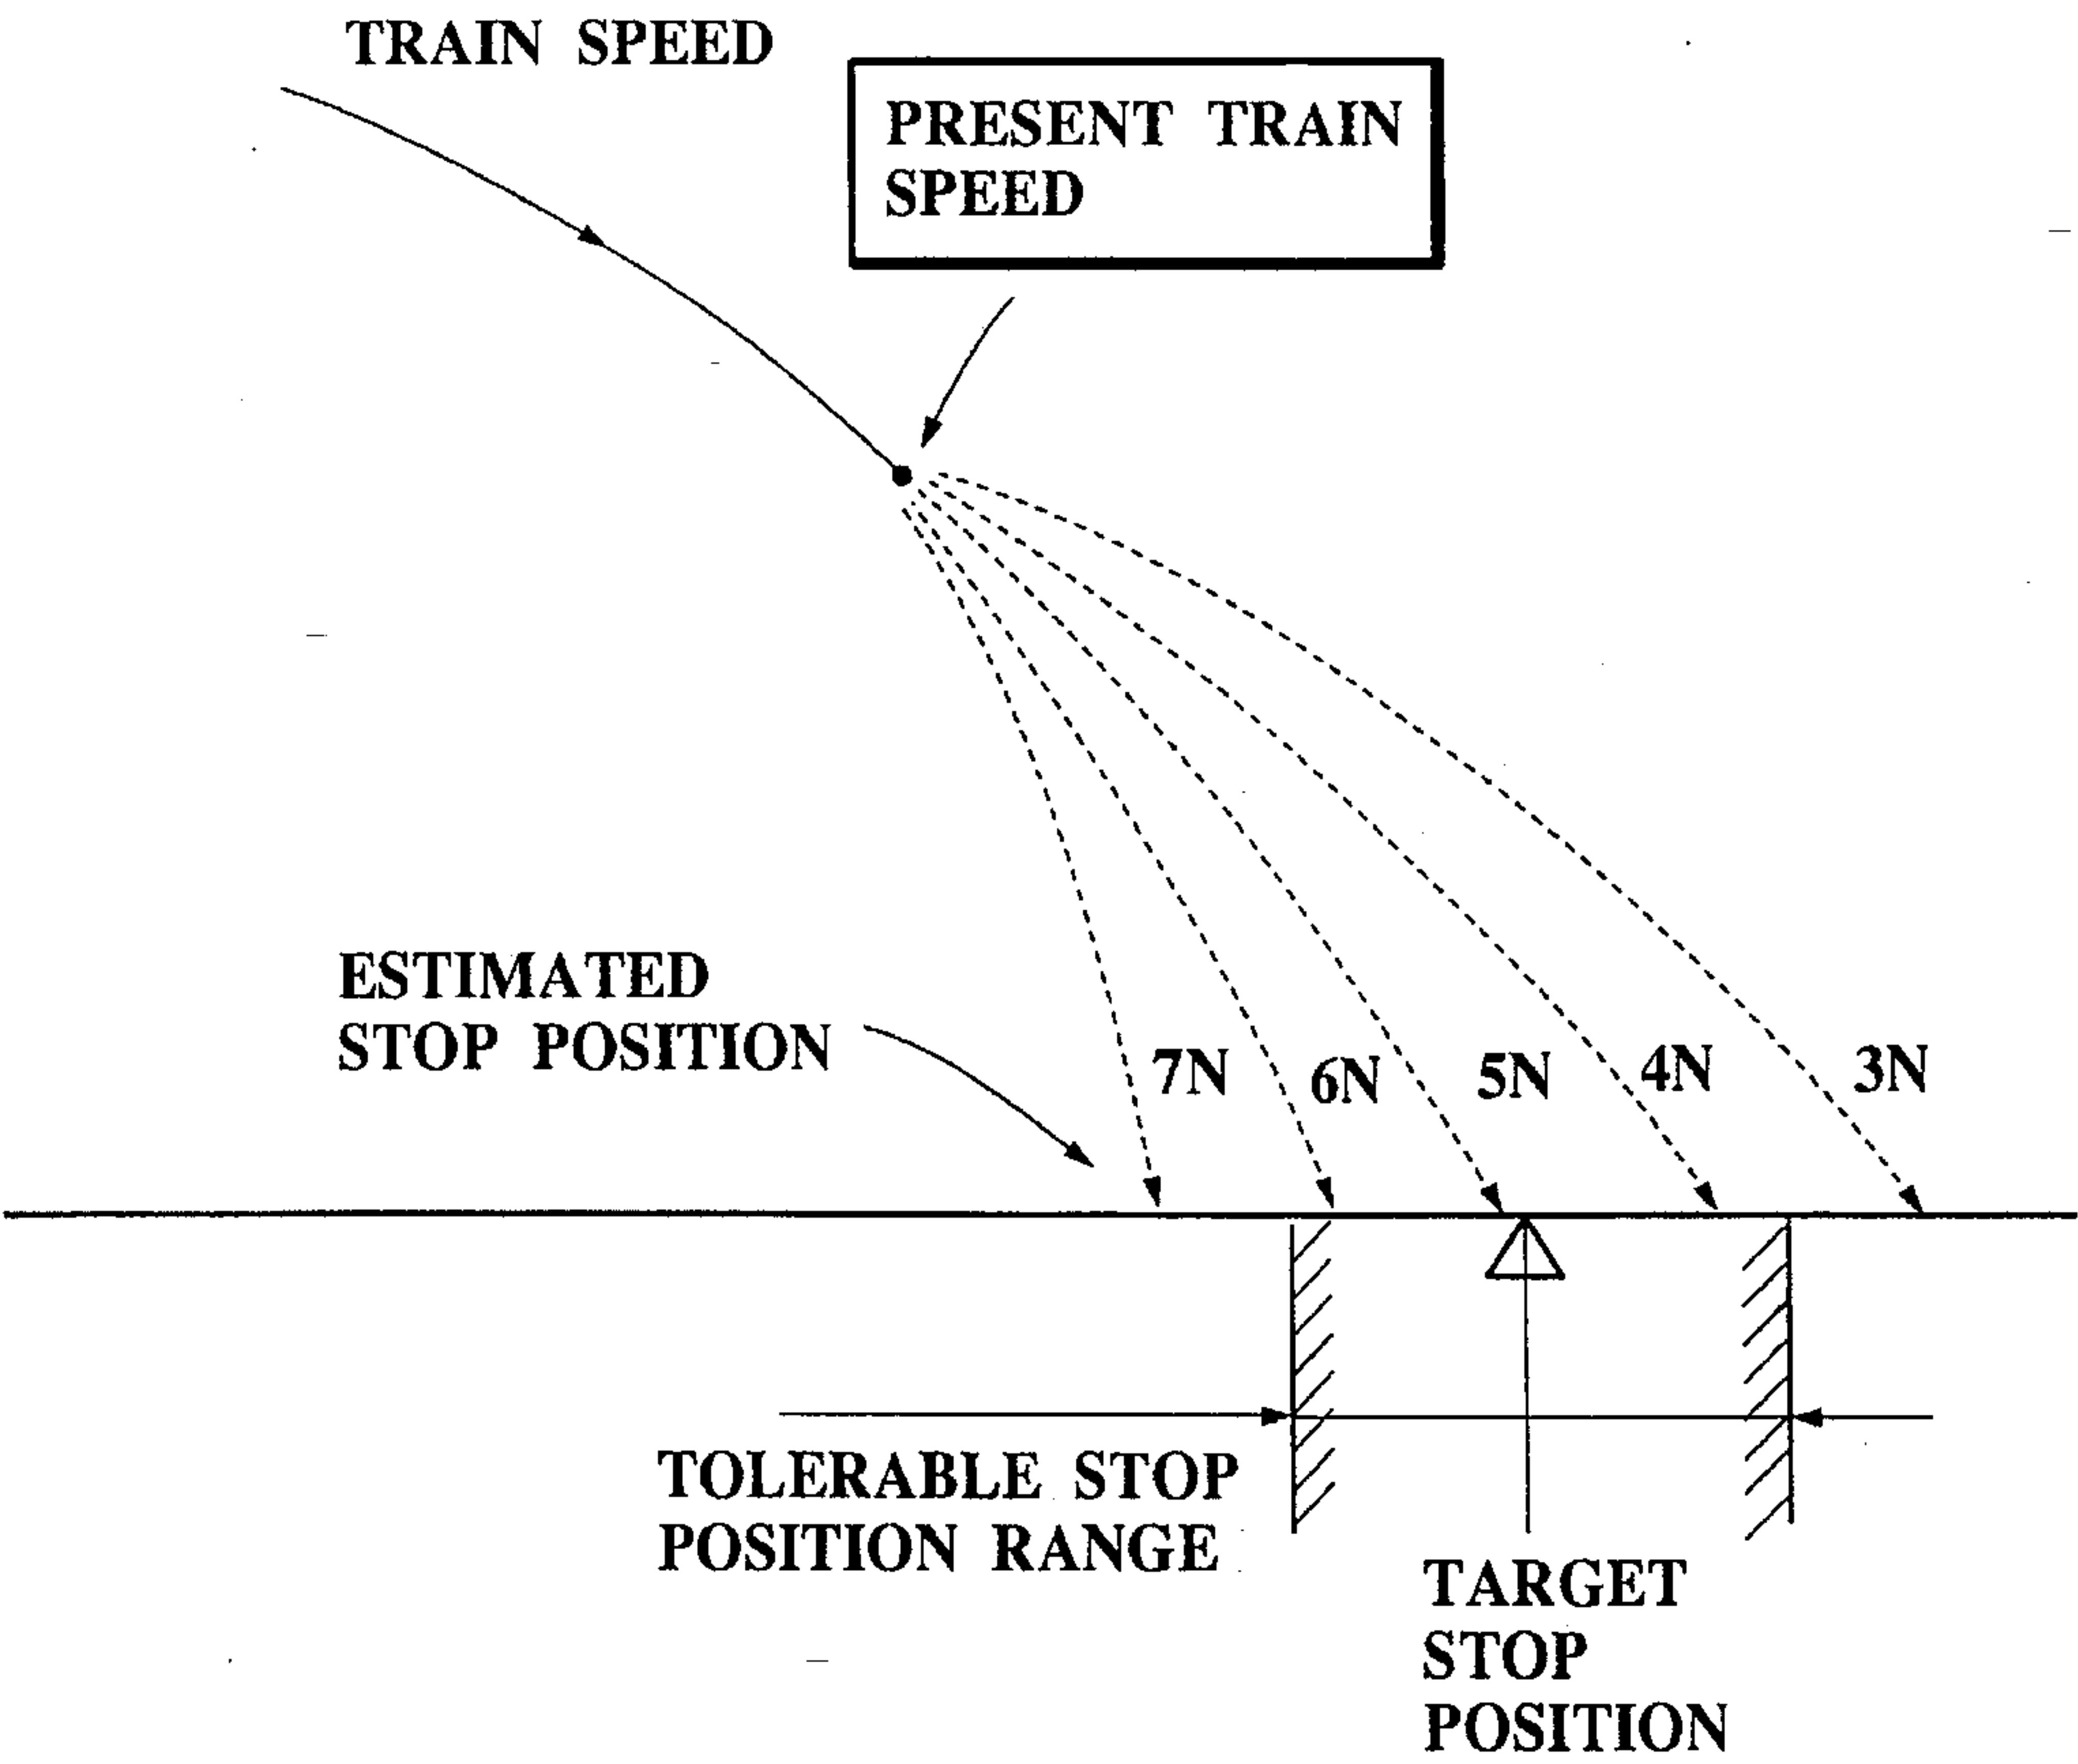 TRAIN SPEED
PRESENT TRAIN
SPEED
ESTIMATED
STOP POSITION
7N
6N
5N
4N
3N
TOLERABLE STOP
POSITION RANGE
TARGET
STOP
POSITION